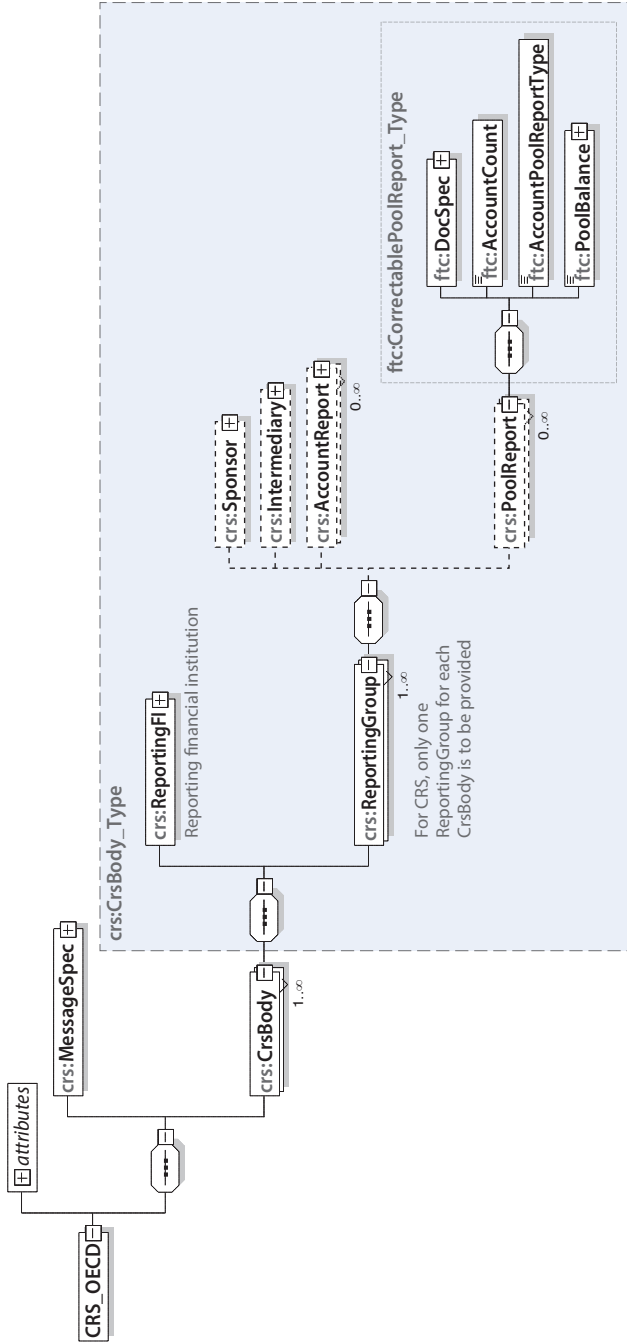 CRS_OECD
attributes
crs:MessageSpec
crs:CrsBody
1..∞
crs:CrsBody_Type
crs:ReportingFI
Reporting financial institution
crs:ReportingGroup
1..∞
For CRS, only one
ReportingGroup for each
CrsBody is to be provided
crs:Sponsor
crs:Intermediary
crs:AccountReport
0..∞
crs:PoolReport
0..∞
ftc:CorrectablePoolReport_Type
ftc:DocSpec
ftc:AccountCount
ftc:AccountPoolReportType
ftc:PoolBalance